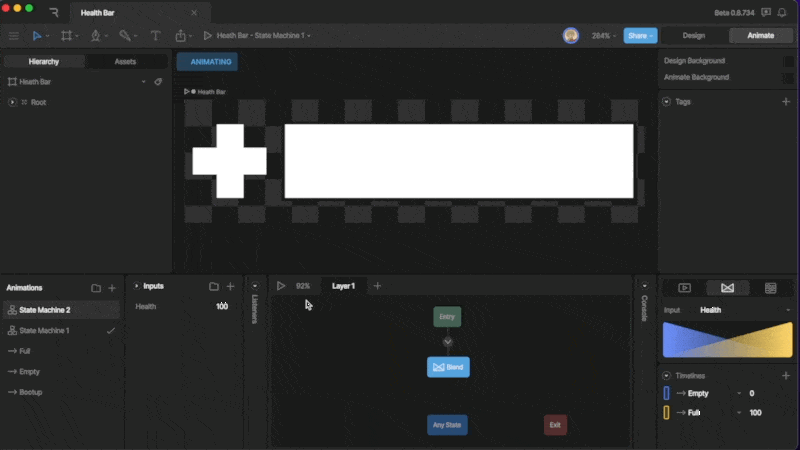 Heath Bar
Beta 0.8.734
Heath Bar - State Machine 1
284%
Share
Design
Animate
Hierarchy
Assets
ANIMATING
Design Background
Heath Bar
Animate Background
Heath Bar
Root
Tags
Animations
Inputs
92%
Layer 1
State Machine 2
Health
100
Listeners
Console
Entry
Input
Health
State Machine 1
Full
Blend
Empty
Timelines
Bootup
Empty
0
Full
100
Any State
Exit